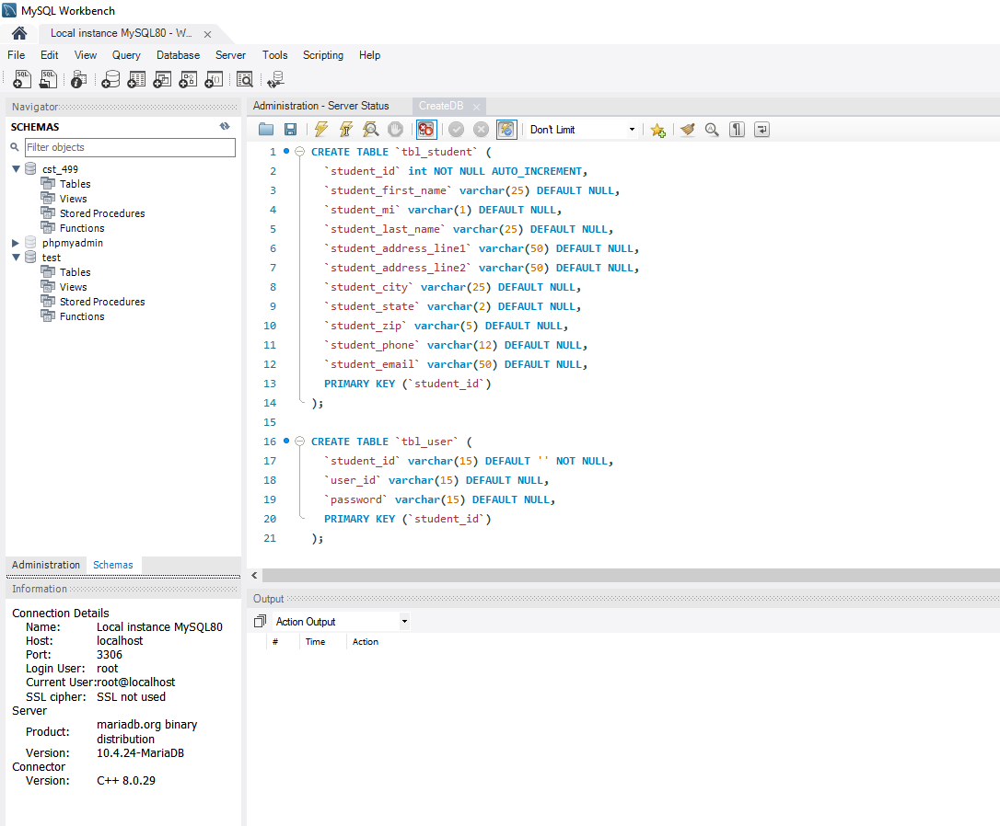 MySQL Workbench
Local instance MySQL80 - W...
File Edit View Query Database Server Tools Scripting Help
Navigator
SCHEMAS
Filter objects
cst_499
Tables
Views
Stored Procedures
Functions
phpmyadmin
test
Tables
Views
Stored Procedures
Functions
Administration Schemas
Information
Connection Details
Name: Local instance MySQL80
Host: localhost
Port: 3306
Login User: root
Current User:root@localhost
SSL cipher: SSL not used
Server
Product: mariadb.org binary
distribution
Version: 10.4.24-MariaDB
Connector
Version: C++ 8.0.29
Administration - Server Status CreateDB
Don't Limit
1 CREATE TABLE `tbl_student` (
2 `student_id` int NOT NULL AUTO_INCREMENT,
3 `student_first_name` varchar(25) DEFAULT NULL,
4 `student_mi` varchar(1) DEFAULT NULL,
5 `student_last_name` varchar(25) DEFAULT NULL,
6 `student_address_line1` varchar(50) DEFAULT NULL,
7 `student_address_line2` varchar(50) DEFAULT NULL,
8 `student_city` varchar(25) DEFAULT NULL,
9 `student_state` varchar(2) DEFAULT NULL,
10 `student_zip` varchar(5) DEFAULT NULL,
11 `student_phone` varchar(12) DEFAULT NULL,
12 `student_email` varchar(50) DEFAULT NULL,
13 PRIMARY KEY (`student_id`)
14 );
15
16 CREATE TABLE `tbl_user` (
17 `student_id` varchar(15) DEFAULT '' NOT NULL,
18 `user_id` varchar(15) DEFAULT NULL,
19 `password` varchar(15) DEFAULT NULL,
20 PRIMARY KEY (`student_id`)
21 );
Output
Action Output
# Time Action